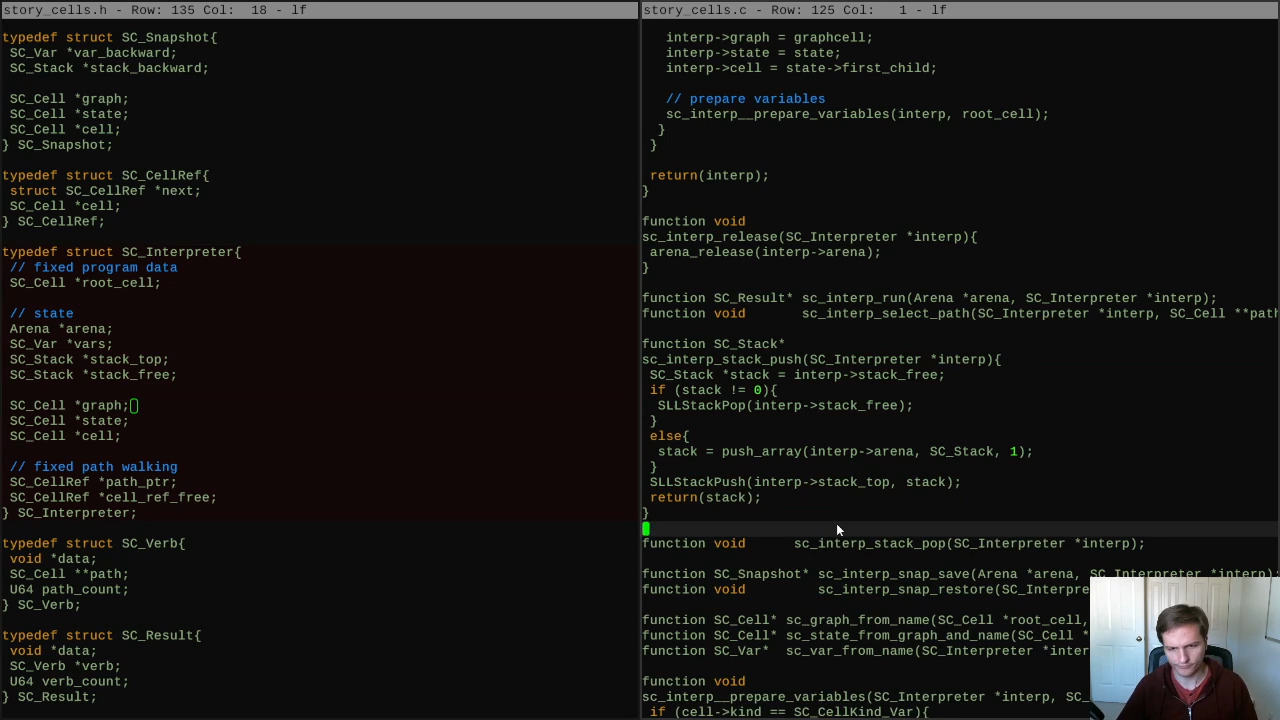 story_cells.h - Row: 135 Col:  18 - lf
typedef struct SC_Snapshot{
 SC_Var *var_backward;
 SC_Stack *stack_backward;
 SC_Cell *graph;
 SC_Cell *state;
 SC_Cell *cell;
} SC_Snapshot;
typedef struct SC_CellRef{
 struct SC_CellRef *next;
 SC_Cell *cell;
} SC_CellRef;
typedef struct SC_Interpreter{
 // fixed program data
 SC_Cell *root_cell;
 // state
 Arena *arena;
 SC_Var *vars;
 SC_Stack *stack_top;
 SC_Stack *stack_free;
 SC_Cell *graph;
 SC_Cell *state;
 SC_Cell *cell;
 // fixed path walking
 SC_CellRef *path_ptr;
 SC_CellRef *cell_ref_free;
} SC_Interpreter;
typedef struct SC_Verb{
 void *data;
 SC_Cell **path;
 U64 path_count;
} SC_Verb;
typedef struct SC_Result{
 void *data;
 SC_Verb *verb;
 U64 verb_count;
} SC_Result;
story_cells.c - Row: 125 Col:   1 - lf
   interp->graph = graphcell;
   interp->state = state;
   interp->cell = state->first_child;
   // prepare variables
   sc_interp__prepare_variables(interp, root_cell);
  }
 }
 return(interp);
}
function void
sc_interp_release(SC_Interpreter *interp){
 arena_release(interp->arena);
}
function SC_Result* sc_interp_run(Arena *arena, SC_Interpreter *interp);
function void       sc_interp_select_path(SC_Interpreter *interp, SC_Cell **path
function SC_Stack*
sc_interp_stack_push(SC_Interpreter *interp){
 SC_Stack *stack = interp->stack_free;
 if (stack != 0){
  SLLStackPop(interp->stack_free);
 }
 else{
  stack = push_array(interp->arena, SC_Stack, 1);
 }
 SLLStackPush(interp->stack_top, stack);
 return(stack);
}
function void      sc_interp_stack_pop(SC_Interpreter *interp);
function SC_Snapshot* sc_interp_snap_save(Arena *arena, SC_Interpreter *interp);
function void         sc_interp_snap_restore(SC_Interpre
function SC_Cell* sc_graph_from_name(SC_Cell *root_cell,
function SC_Cell* sc_state_from_graph_and_name(SC_Cell *
function SC_Var*  sc_var_from_name(SC_Interpreter *inter
function void
sc_interp__prepare_variables(SC_Interpreter *interp, SC_
 if (cell->kind == SC_CellKind_Var){